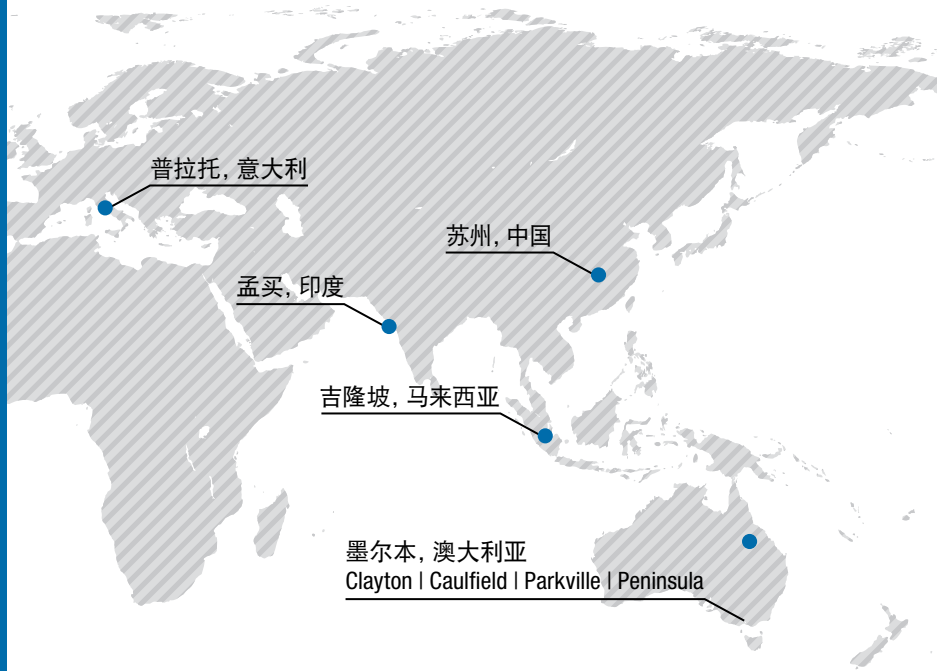 普拉托, 意大利
苏州, 中国
孟买, 印度
吉隆坡, 马来西亚
墨尔本, 澳大利亚
Clayton | Caulfield | Parkville | Peninsula